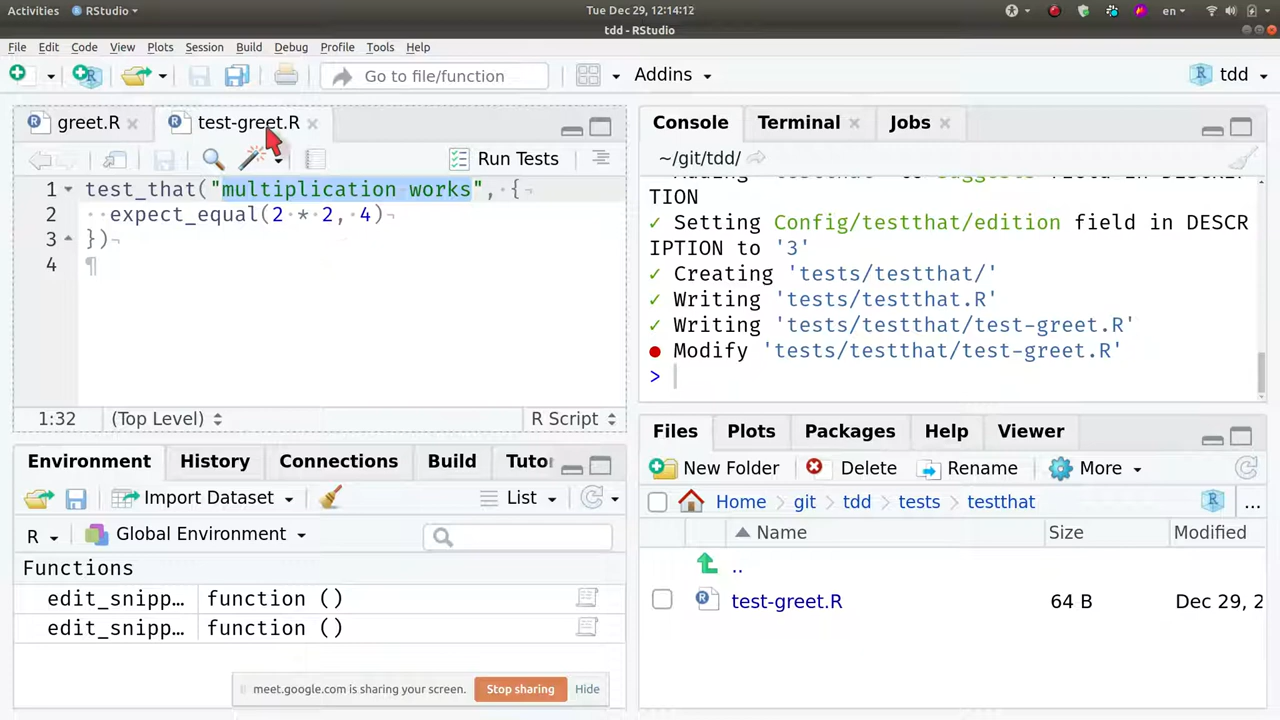 Activities RStudio Tue Dec 29, 12:14:12 en
tdd - RStudio
File Edit Code View Plots Session Build Debug Profile Tools Help
Go to file/function Addins tdd
greet.R test-greet.R
Run Tests
1 test_that("multiplication works", {
2 ··expect_equal(2 * 2, 4)
3 })
4
1:32 (Top Level) R Script
Console Terminal Jobs
~/git/tdd/
TION
✓ Setting Config/testthat/edition field in DESCR
IPTION to '3'
✓ Creating 'tests/testthat/'
✓ Writing 'tests/testthat.R'
✓ Writing 'tests/testthat/test-greet.R'
● Modify 'tests/testthat/test-greet.R'
>
Environment History Connections Build Tuto
Import Dataset List
R Global Environment
Functions
edit_snipp… function ()
edit_snipp… function ()
Files Plots Packages Help Viewer
New Folder Delete Rename More
Home git tdd tests testthat ...
Name Size Modified
..
test-greet.R 64 B Dec 29, 2
meet.google.com is sharing your screen. Stop sharing Hide